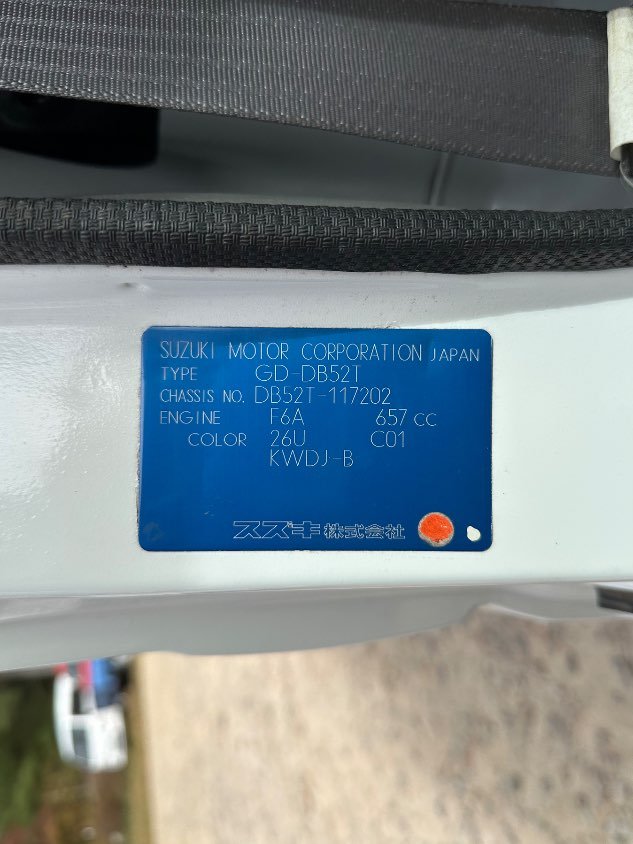 SUZUKI MOTOR CORPORATION JAPAN
TYPE GD-DB52T
CHASSIS NO. DB52T-117202
ENGINE F6A 657 CC
COLOR 26U C01
KWDJ-B
スズキ株式会社